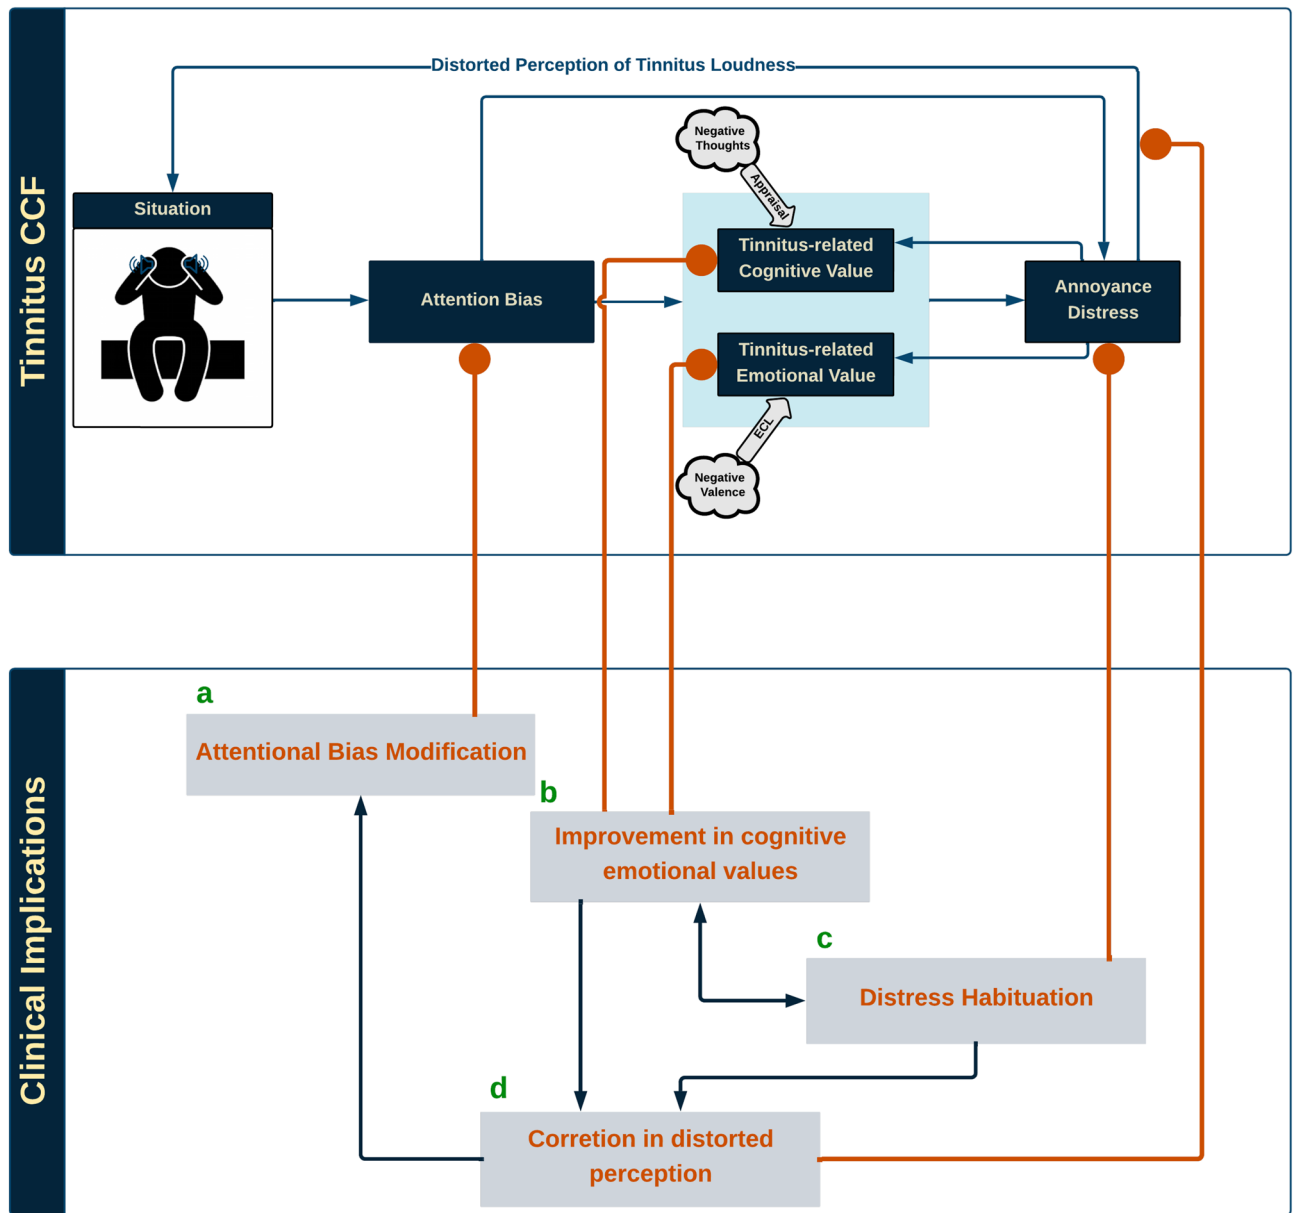 Tinnitus CCF
Distorted Perception of Tinnitus Loudness
Negative
Thoughts
Appraisal
Situation
Attention Bias
Tinnitus-related
Cognitive Value
Annoyance
Distress
Tinnitus-related
Emotional Value
ECL
Negative
Valence
Clinical Implications
a
Attentional Bias Modification
b
Improvement in cognitive
emotional values
c
Distress Habituation
d
Corretion in distorted
perception